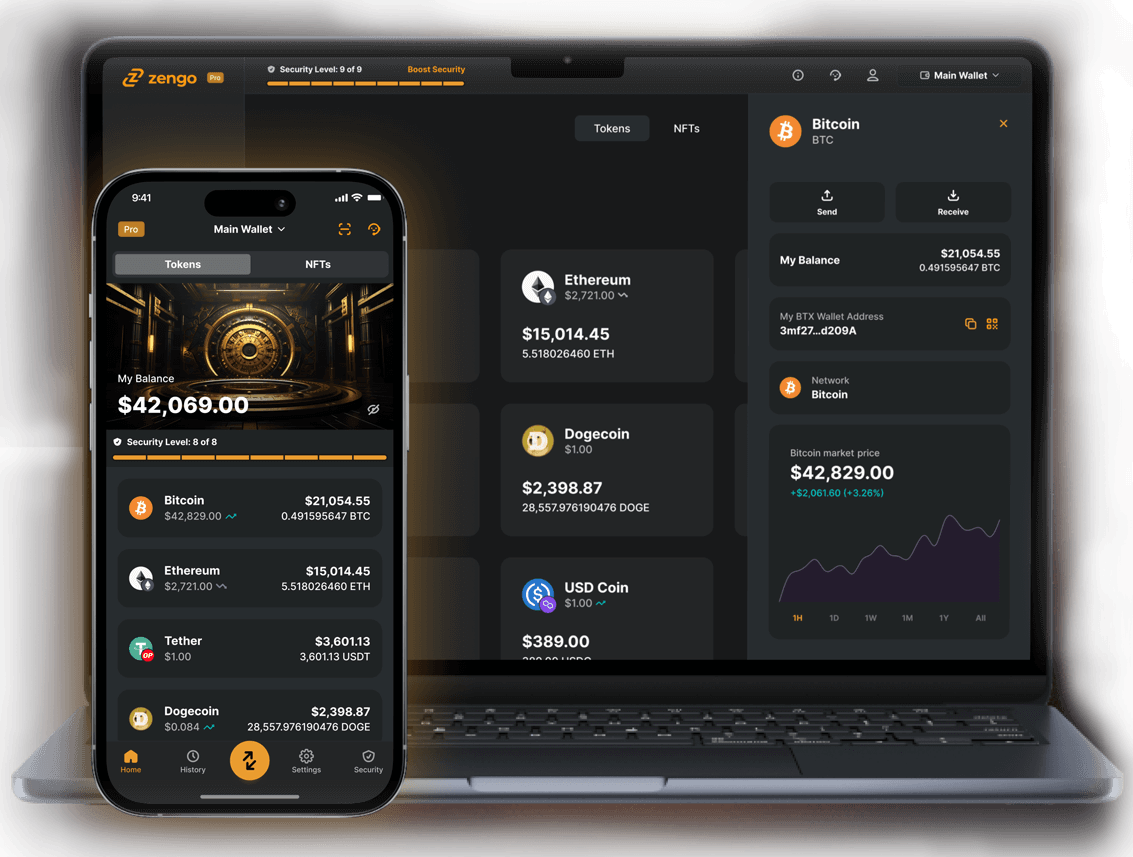 zengo Pro
Security Level: 9 of 9 Boost Security
Main Wallet
Tokens NFTs
Ethereum
$2,721.00
$15,014.45
5.518026460 ETH
Dogecoin
$1.00
$2,398.87
28,557.976190476 DOGE
USD Coin
$1.00
$389.00
Bitcoin
BTC
Send Receive
My Balance
$21,054.55
0.491595647 BTC
My BTX Wallet Address
3mf27...d209A
Network
Bitcoin
Bitcoin market price
$42,829.00
+$2,061.60 (+3.26%)
1H 1D 1W 1M 1Y All
9:41
Pro Main Wallet
Tokens NFTs
My Balance
$42,069.00
Security Level: 8 of 8
Bitcoin $21,054.55
$42,829.00 0.491595647 BTC
Ethereum $15,014.45
$2,721.00 5.518026460 ETH
Tether $3,601.13
$1.00 3,601.13 USDT
OP
Dogecoin $2,398.87
$0.084 28,557.976190476 DOGE
Home History Settings Security
delete
return